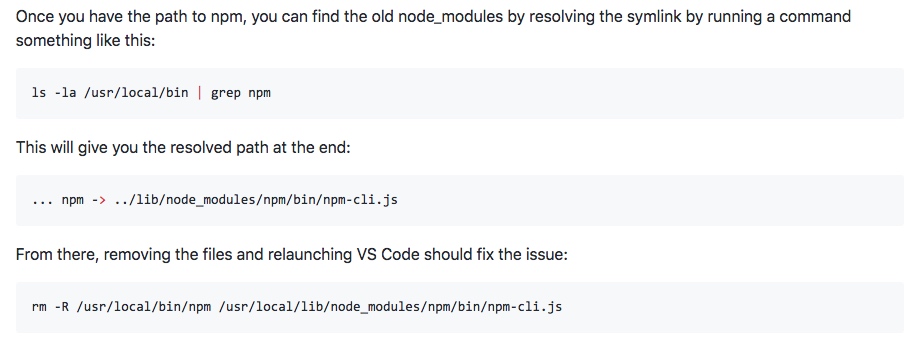 Once you have the path to npm, you can find the old node_modules by resolving the symlink by running a command
something like this:
ls -la /usr/local/bin | grep npm
This will give you the resolved path at the end:
... npm -> ../lib/node_modules/npm/bin/npm-cli.js
From there, removing the files and relaunching VS Code should fix the issue:
rm -R /usr/local/bin/npm /usr/local/lib/node_modules/npm/bin/npm-cli.js